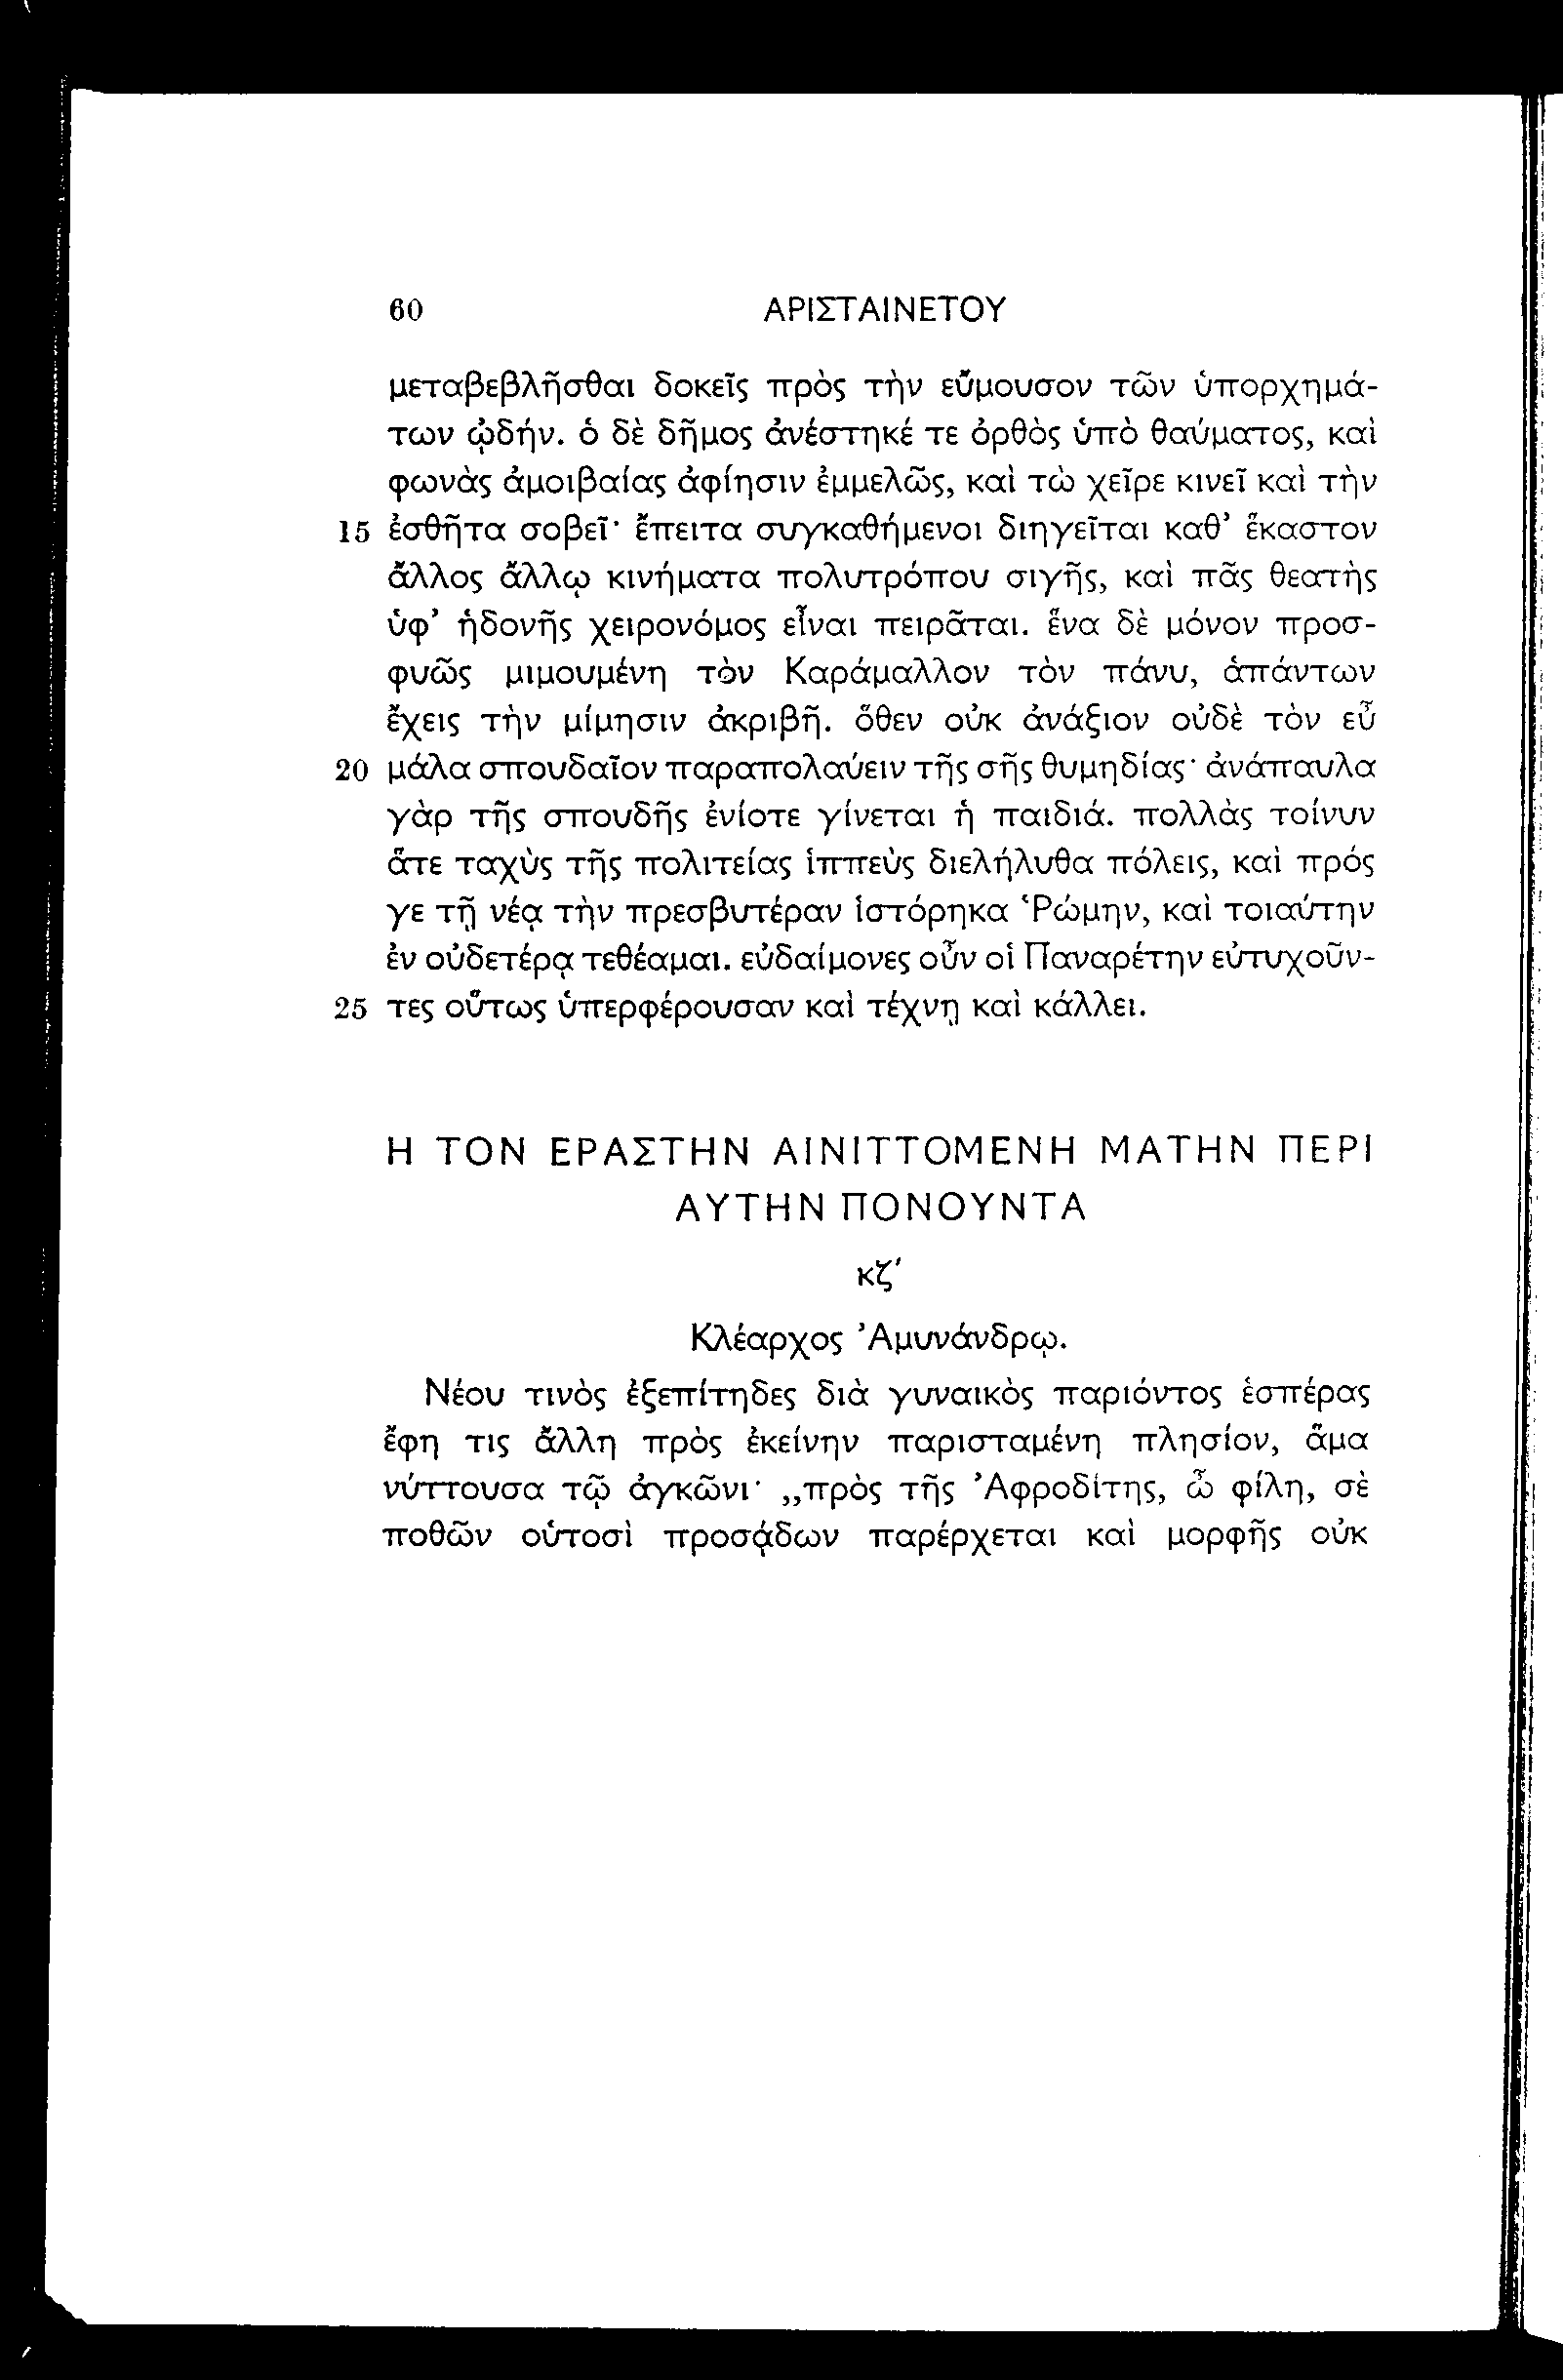 60 ΑΡΙΣΤΑΙΝΕΤΟΥ
μεταβεβλῆσθαι δοκεῖς πρὸς τὴν εὔμουσον τῶν ὑπορχημά-
των ᾠδήν. ὁ δὲ δῆμος ἀνέστηκέ τε ὀρθὸς ὑπὸ θαύματος, καὶ
φωνὰς ἀμοιβαίας ἀφίησιν ἐμμελῶς, καὶ τὼ χεῖρε κινεῖ καὶ τὴν
15 ἐσθῆτα σοβεῖ· ἔπειτα συγκαθήμενοι διηγεῖται καθ’ ἕκαστον
ἄλλος ἄλλῳ κινήματα πολυτρόπου σιγῆς, καὶ πᾶς θεατὴς
ὑφ’ ἡδονῆς χειρονόμος εἶναι πειρᾶται. ἕνα δὲ μόνον προσ-
φυῶς μιμουμένη τὸν Καράμαλλον τὸν πάνυ, ἁπάντων
ἔχεις τὴν μίμησιν ἀκριβῆ. ὅθεν οὐκ ἀνάξιον οὐδὲ τὸν εὖ
20 μάλα σπουδαῖον παραπολαύειν τῆς σῆς θυμηδίας· ἀνάπαυλα
γὰρ τῆς σπουδῆς ἐνίοτε γίνεται ἡ παιδιά. πολλὰς τοίνυν
ἅτε ταχὺς τῆς πολιτείας ἱππεὺς διελήλυθα πόλεις, καὶ πρός
γε τῇ νέᾳ τὴν πρεσβυτέραν ἱστόρηκα Ῥώμην, καὶ τοιαύτην
ἐν οὐδετέρᾳ τεθέαμαι. εὐδαίμονες οὖν οἱ Παναρέτην εὐτυχοῦν-
25 τες οὕτως ὑπερφέρουσαν καὶ τέχνῃ καὶ κάλλει.
Η ΤΟΝ ΕΡΑΣΤΗΝ ΑΙΝΙΤΤΟΜΕΝΗ ΜΑΤΗΝ ΠΕΡΙ
ΑΥΤΗΝ ΠΟΝΟΥΝΤΑ
κζ′
Κλέαρχος Ἀμυνάνδρῳ.
Νέου τινὸς ἐξεπίτηδες διὰ γυναικὸς παριόντος ἑσπέρας
ἔφη τις ἄλλη πρὸς ἐκείνην παρισταμένη πλησίον, ἅμα
νύττουσα τῷ ἀγκῶνι· „πρὸς τῆς Ἀφροδίτης, ὦ φίλη, σὲ
ποθῶν οὑτοσὶ προσᾴδων παρέρχεται καὶ μορφῆς οὐκ